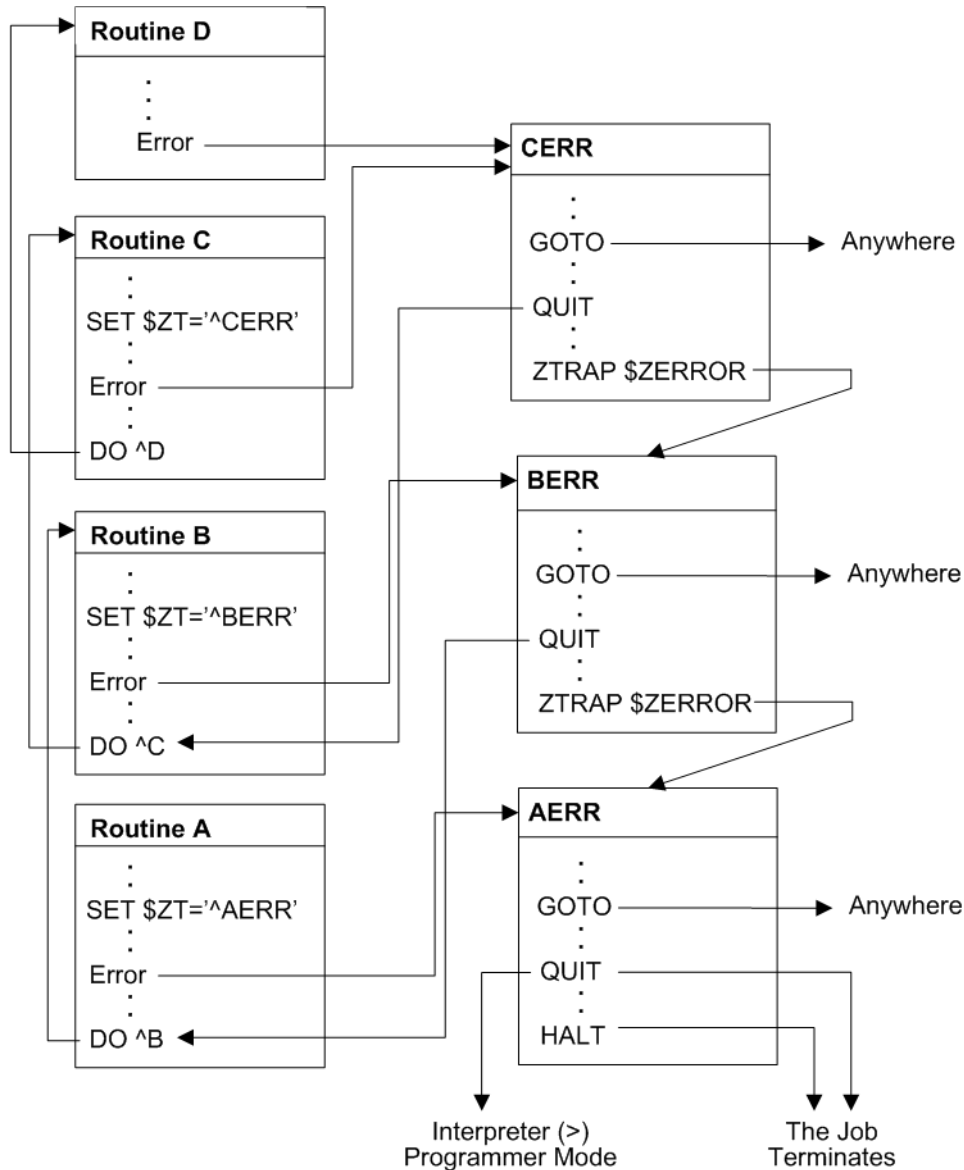 Routine D
Error
Routine C
SET $ZT='^CERR’
Error
DO ^D
Routine B
SET $ZT='^BERR’
Error
DO ^C
Routine A
SET $ZT='^AERR’
Error
DO ^B
CERR
GOTO
Anywhere
QUIT
ZTRAP $ZERROR
BERR
GOTO
Anywhere
QUIT
ZTRAP $ZERROR
AERR
GOTO
Anywhere
QUIT
HALT
Interpreter (>)
Programmer Mode
The Job
Terminates